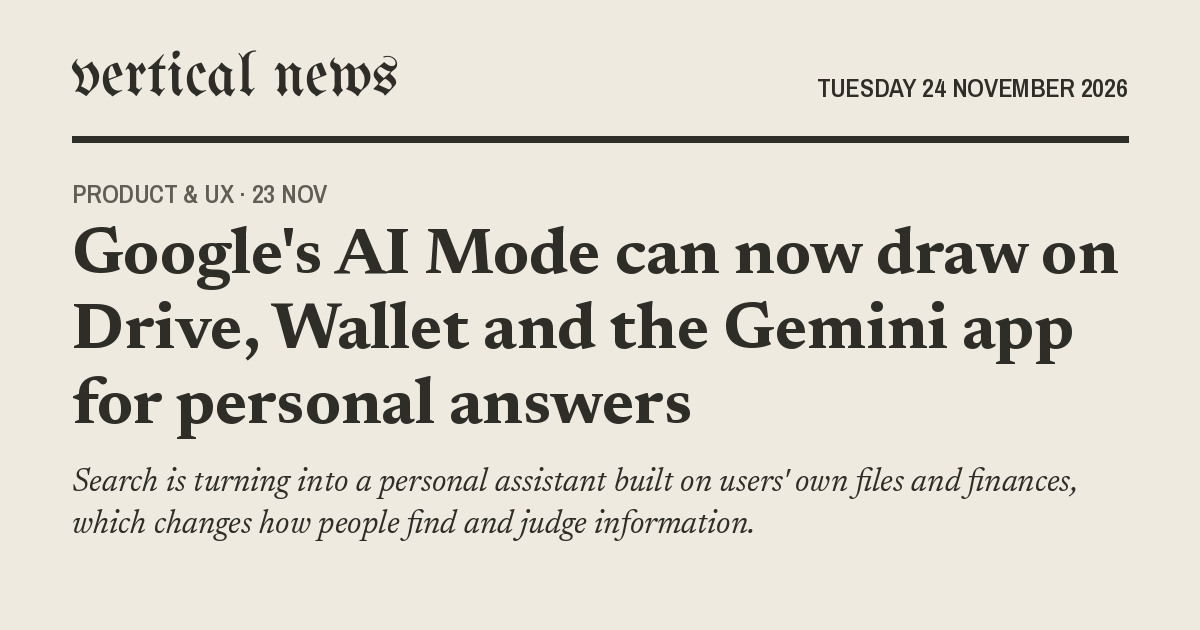 vertical news
TUESDAY 24 NOVEMBER 2026
PRODUCT & UX · 23 NOV
Google's AI Mode can now draw on
Drive, Wallet and the Gemini app
for personal answers
Search is turning into a personal assistant built on users' own files and finances,
which changes how people find and judge information.